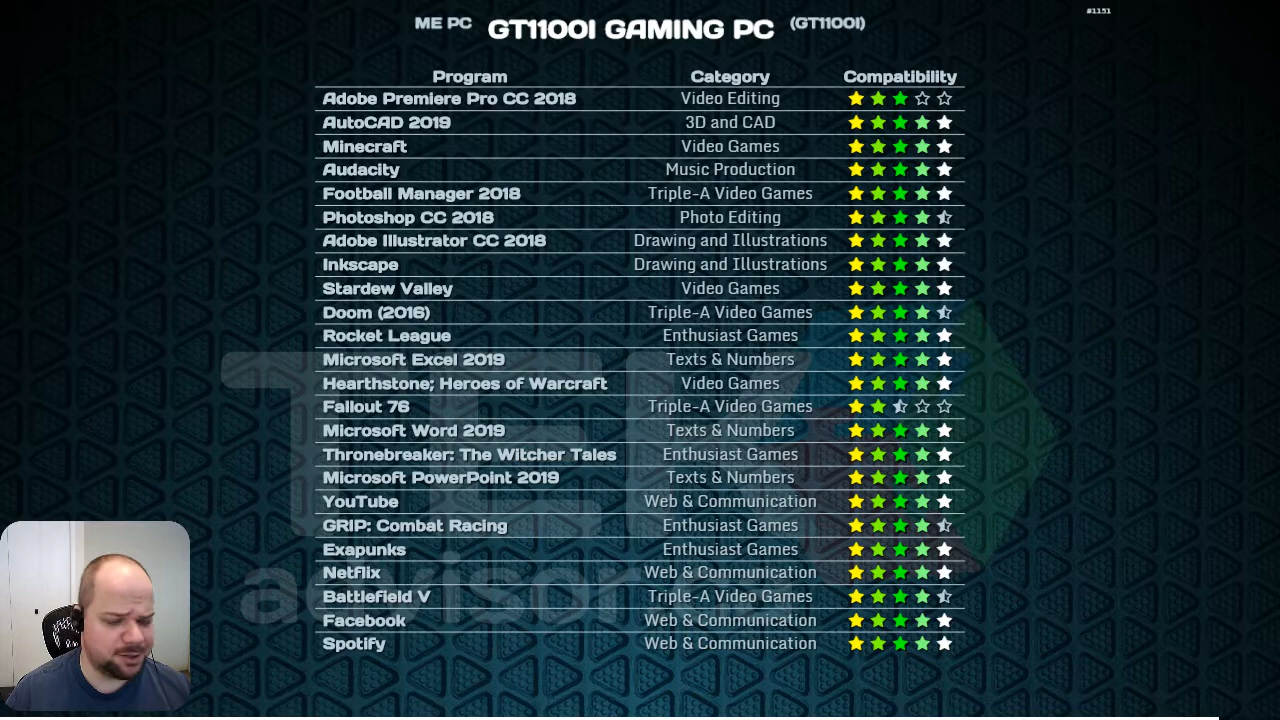 #1151
ME PC GT1100I GAMING PC (GT1100I)
Program Category Compatibility
Adobe Premiere Pro CC 2018 Video Editing
AutoCAD 2019 3D and CAD
Minecraft Video Games
Audacity Music Production
Football Manager 2018 Triple-A Video Games
Photoshop CC 2018 Photo Editing
Adobe Illustrator CC 2018 Drawing and Illustrations
Inkscape Drawing and Illustrations
Stardew Valley Video Games
Doom (2016) Triple-A Video Games
Rocket League Enthusiast Games
Microsoft Excel 2019 Texts & Numbers
Hearthstone; Heroes of Warcraft Video Games
Fallout 76 Triple-A Video Games
Microsoft Word 2019 Texts & Numbers
Thronebreaker: The Witcher Tales Enthusiast Games
Microsoft PowerPoint 2019 Texts & Numbers
YouTube Web & Communication
GRIP: Combat Racing Enthusiast Games
Exapunks Enthusiast Games
Netflix Web & Communication
Battlefield V Triple-A Video Games
Facebook Web & Communication
Spotify Web & Communication